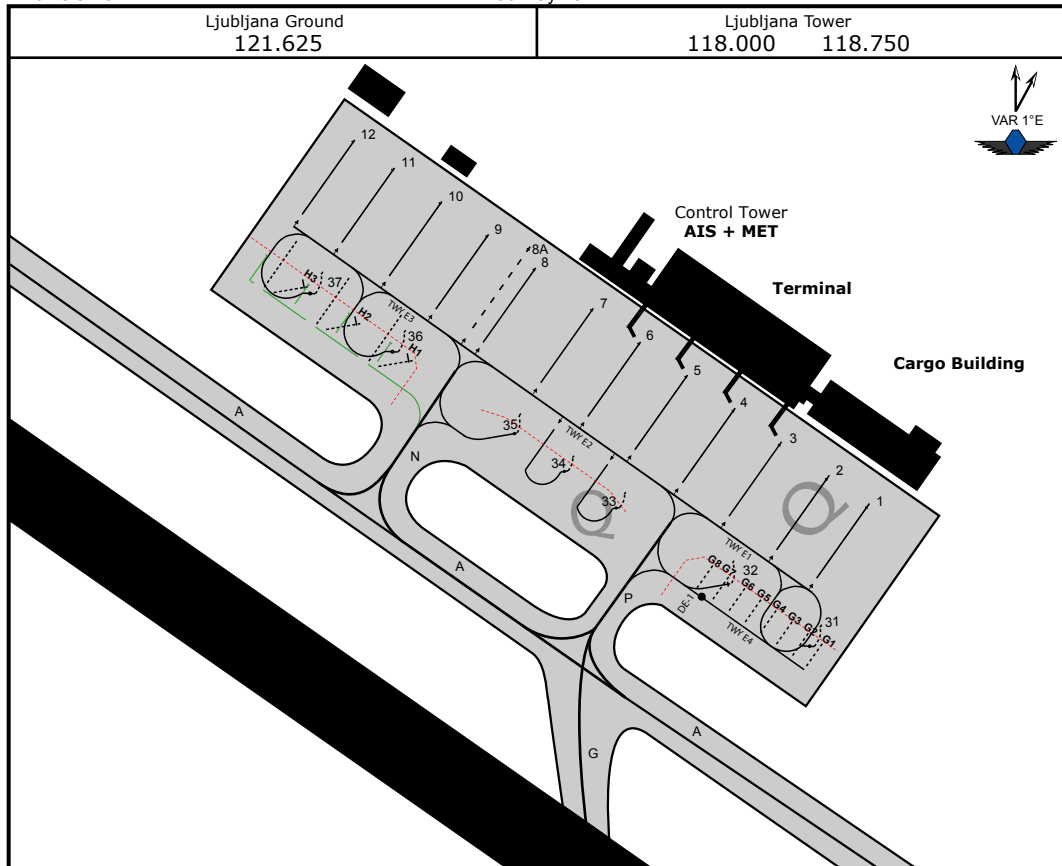 Ljubljana Ground
121.625
Ljubljana Tower
118.000 118.750
VAR 1°E
12
11
10
9
8A
8
7
6
5
4
3
2
1
Control Tower
AIS + MET
Terminal
Cargo Building
H3
37
H2
36
H1
TWY E3
35
34
33
TWY E2
Q
Q
TWY E1
G8
G7
32
G6
G5
G4
G3
G2
G1
31
DE-1
TWY E4
A
N
A
P
A
G